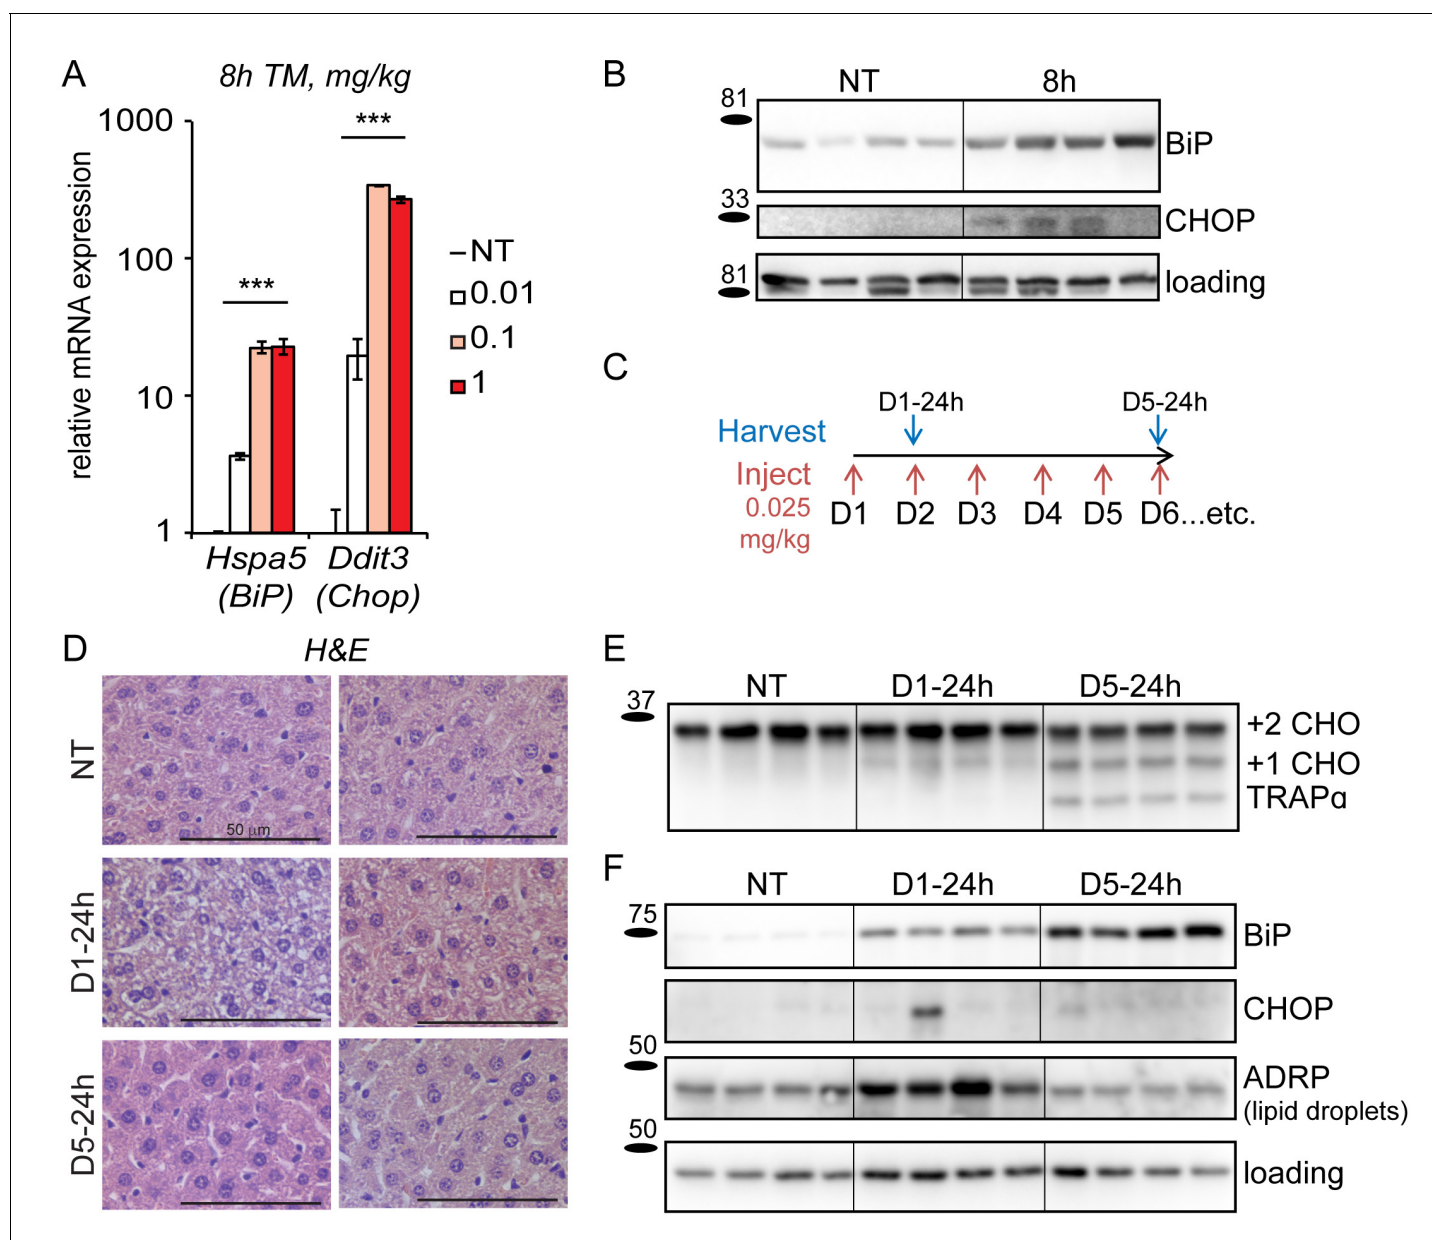 A
8h TM, mg/kg
relative mRNA expression
1000
100
10
1
***
***
NT
0.01
0.1
1
Hspa5
(BiP)
Ddit3
(Chop)
B
NT
8h
81
BiP
33
CHOP
81
loading
C
D1-24h
D5-24h
Harvest
Inject
0.025
mg/kg
D1
D2
D3
D4
D5
D6...etc.
D
H&E
NT
50 µm
D1-24h
D5-24h
E
NT
D1-24h
D5-24h
37
+2 CHO
+1 CHO
TRAPα
F
NT
D1-24h
D5-24h
75
BiP
CHOP
50
ADRP
(lipid droplets)
50
loading